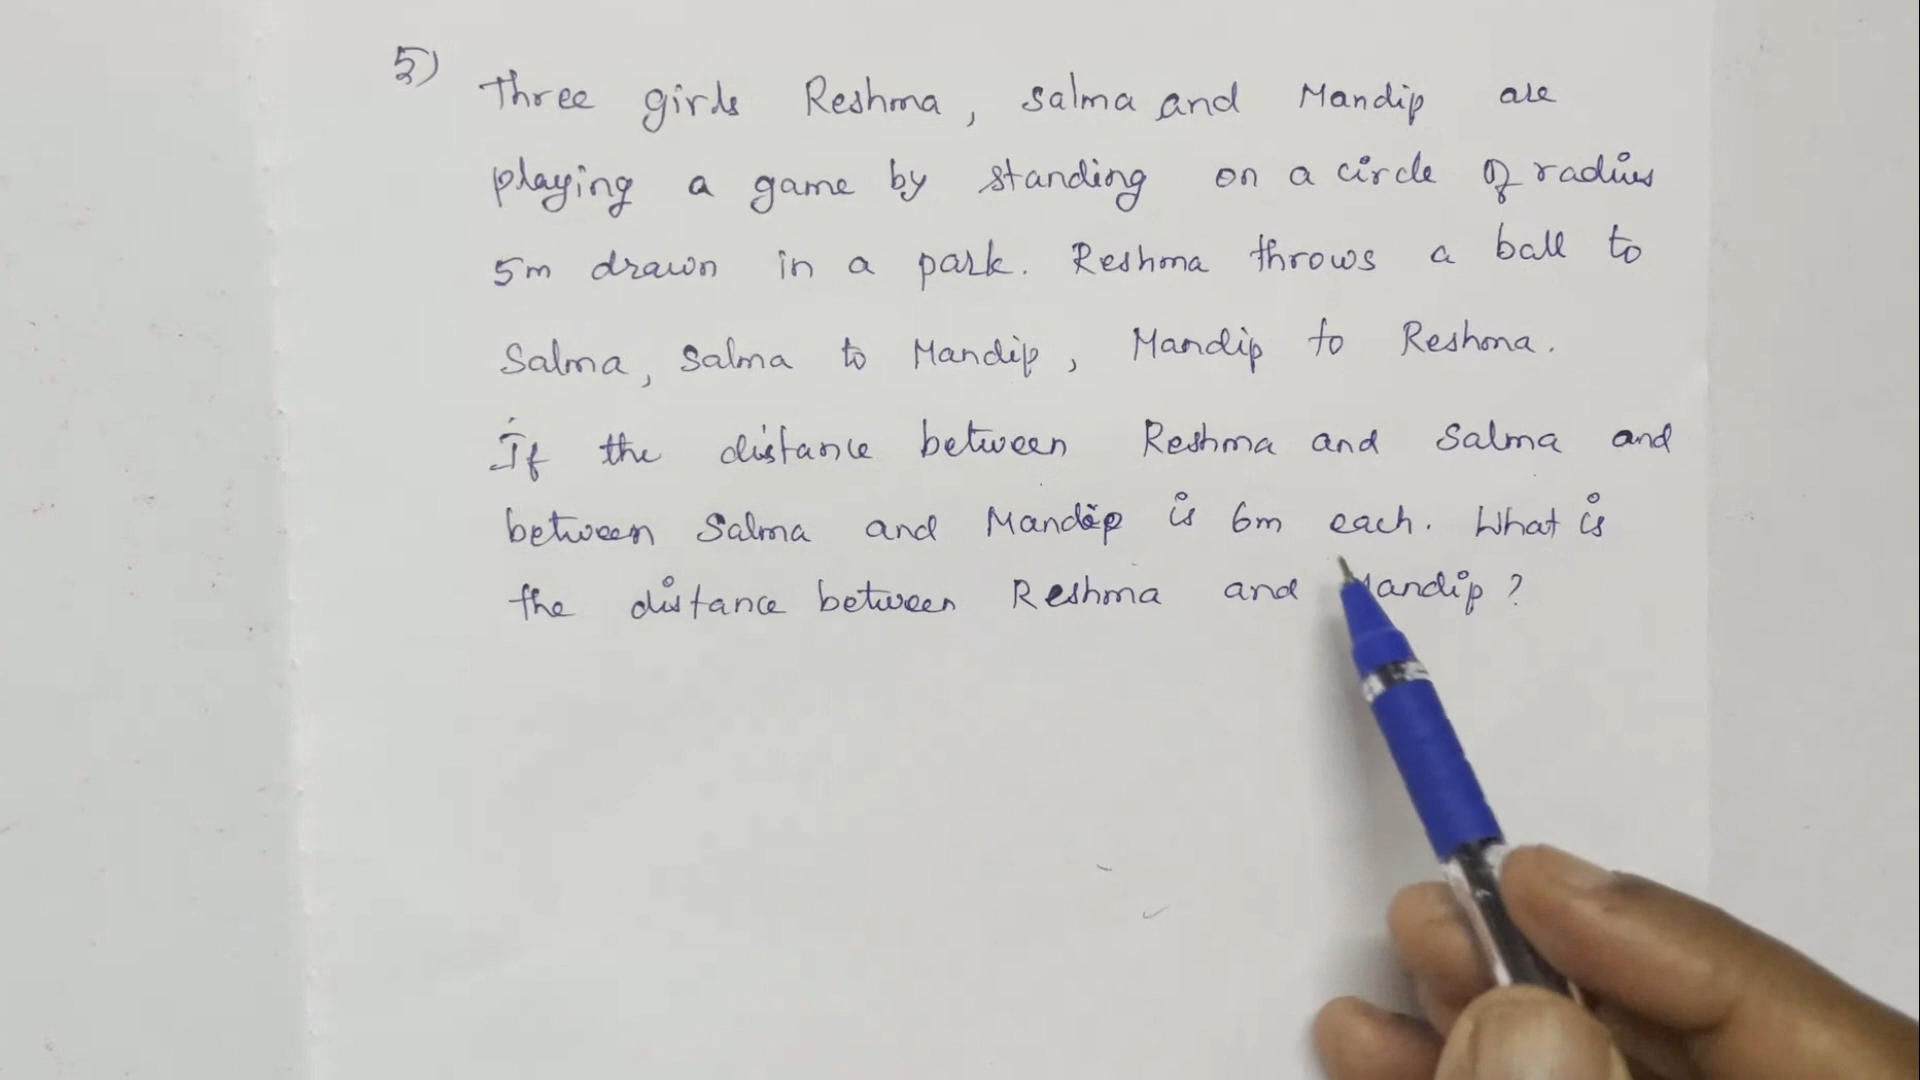 5)
Three girls Reshma, Salma and Mandip are
playing a game by standing on a circle of radius
5m drawn in a park. Reshma throws a ball to
Salma, Salma to Mandip, Mandip to Reshma.
If the distance between Reshma and Salma and
between Salma and Mandip is 6m each. What is
the distance between Reshma and Mandip?